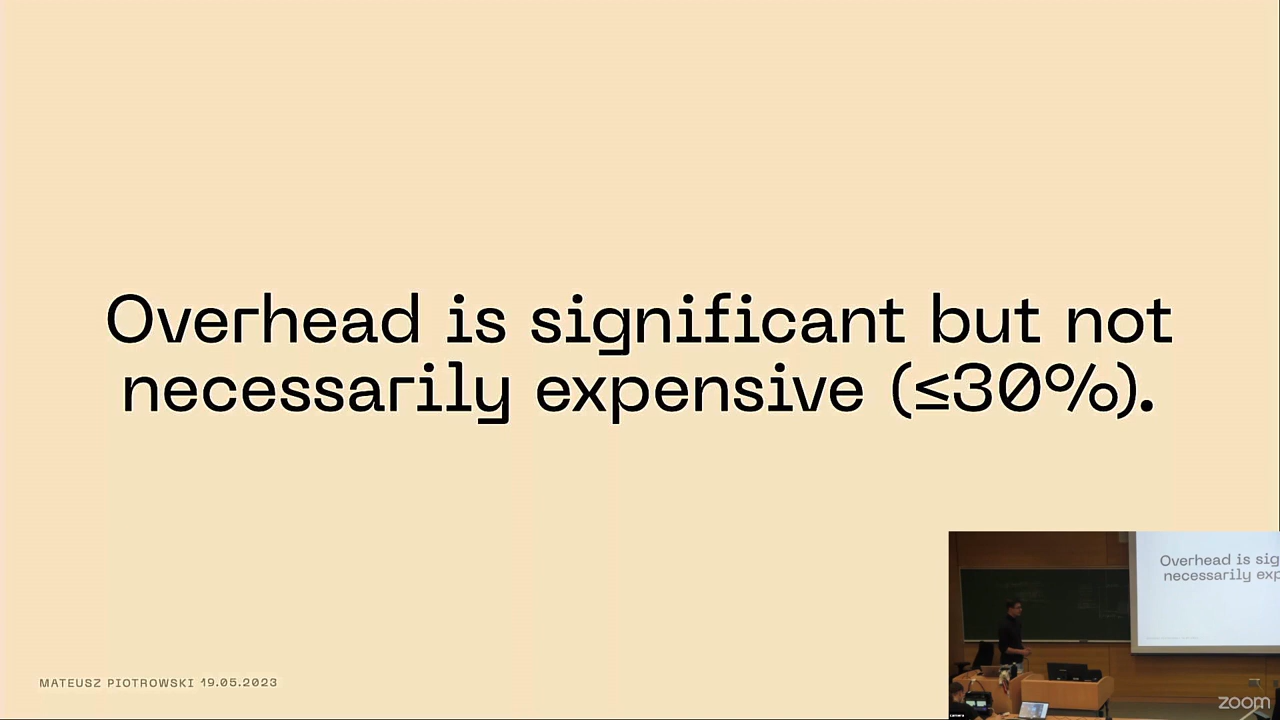 Overhead is significant but not
necessarily expensive (≤30%).
MATEUSZ PIOTROWSKI 19.05.2023
Overhead is sig
necessarily exp
zoom